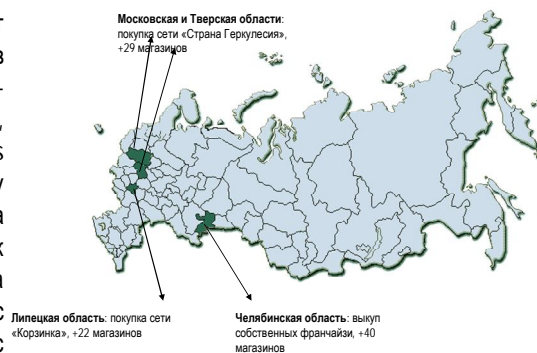 Московская и Тверская области:
покупка сети «Страна Геркулесия»,
+29 магазинов
Липецкая область: покупка сети
«Корзинка», +22 магазинов
Челябинская область: выкуп
собственных франчайзи, +40
магазинов